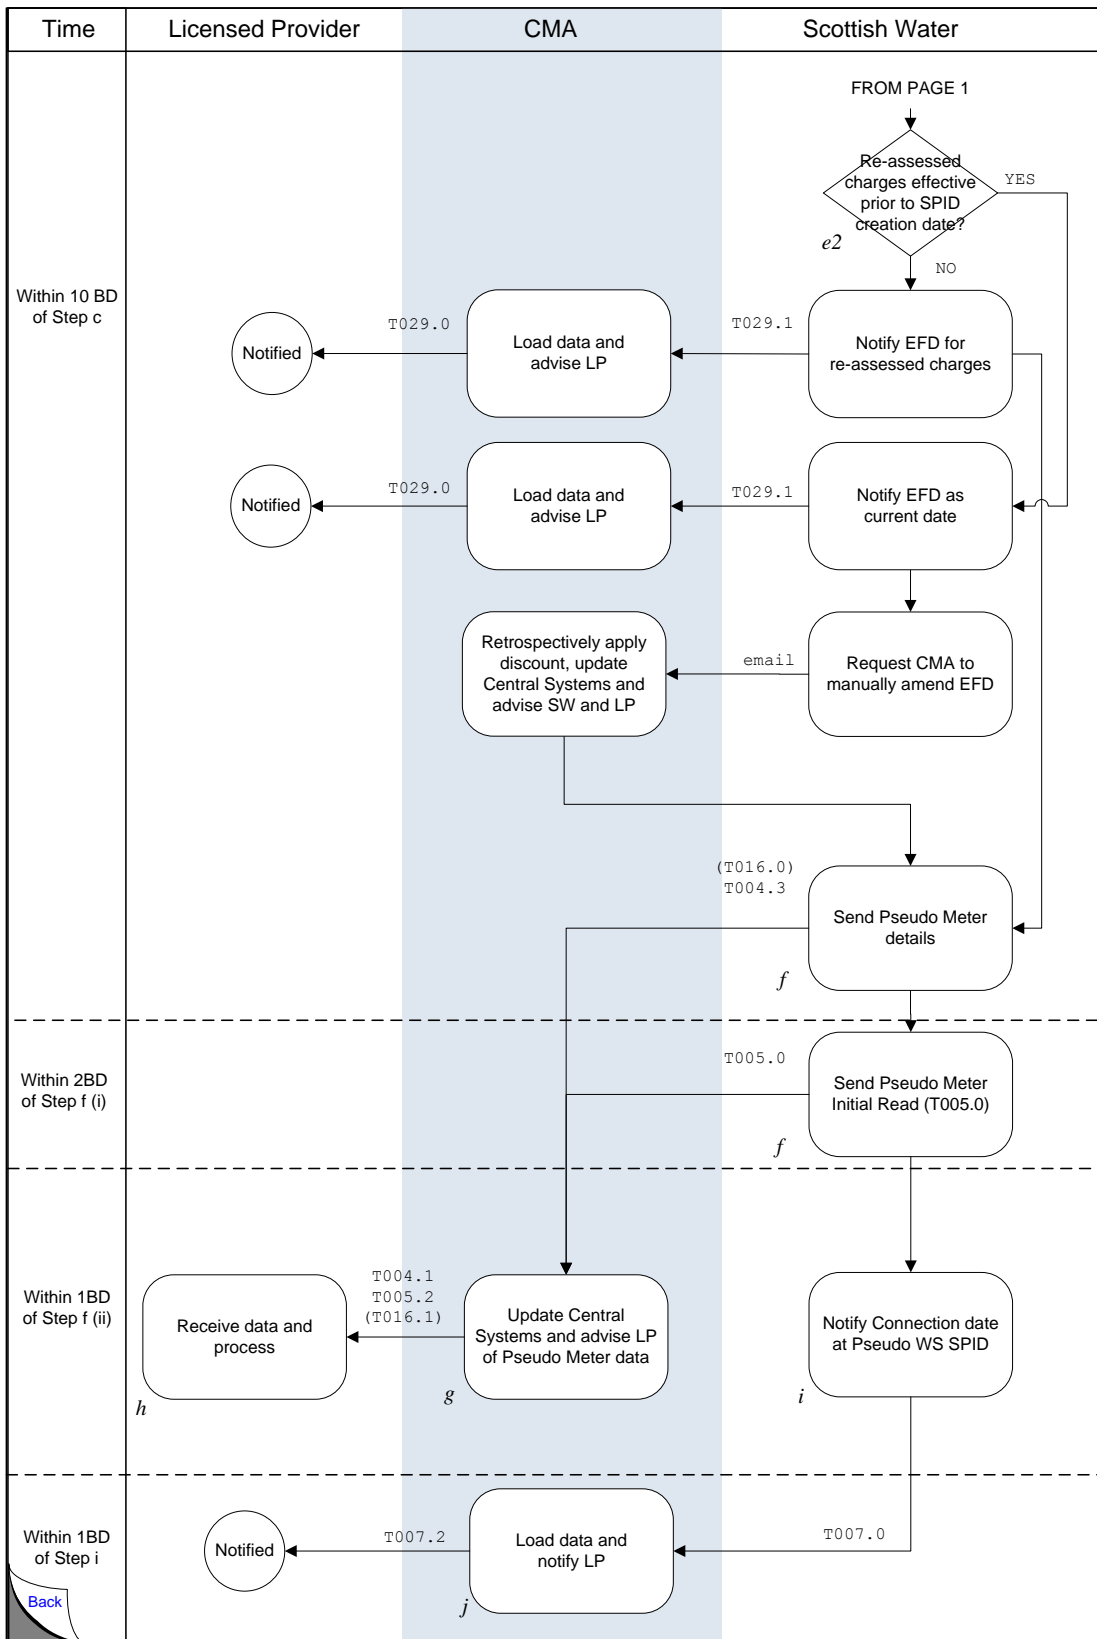 Time
Licensed Provider
CMA
Scottish Water
FROM PAGE 1
Re-assessed
charges effective
prior to SPID
creation date?
YES
e2
NO
Within 10 BD
of Step c
Notified
T029.0
Load data and
advise LP
T029.1
Notify EFD for
re-assessed charges
Notified
T029.0
Load data and
advise LP
T029.1
Notify EFD as
current date
Retrospectively apply
discount, update
Central Systems and
advise SW and LP
email
Request CMA to
manually amend EFD
(T016.0)
T004.3
Send Pseudo Meter
details
f
Within 2BD
of Step f (i)
T005.0
Send Pseudo Meter
Initial Read (T005.0)
f
Within 1BD
of Step f (ii)
Receive data and
process
h
T004.1
T005.2
(T016.1)
Update Central
Systems and advise LP
of Pseudo Meter data
g
Notify Connection date
at Pseudo WS SPID
i
Within 1BD
of Step i
Notified
T007.2
Load data and
notify LP
j
T007.0
Back